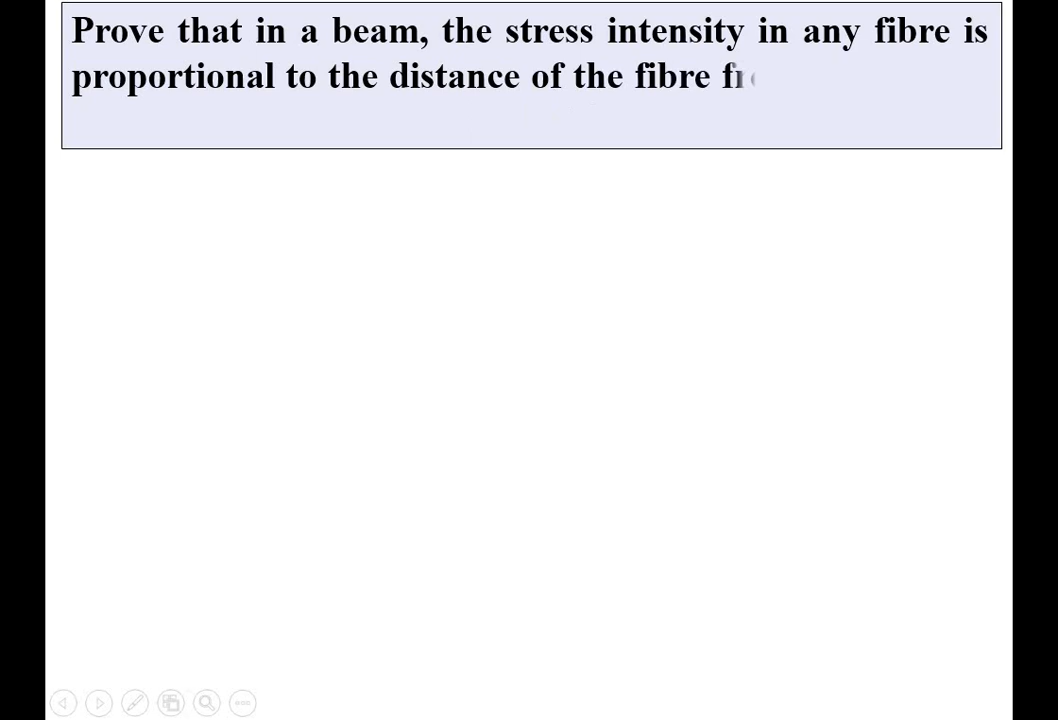 Prove that in a beam, the stress intensity in any fibre is
proportional to the distance of the fibre